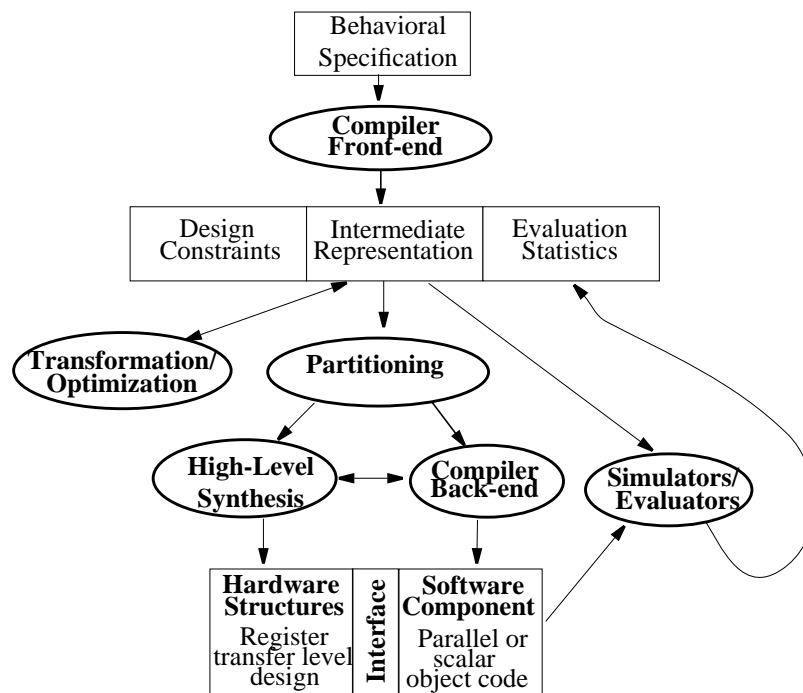 Behavioral
Specification
Compiler
Front-end
Design
Constraints
Intermediate
Representation
Evaluation
Statistics
Transformation/
Optimization
Partitioning
High-Level
Synthesis
Compiler
Back-end
Simulators/
Evaluators
Hardware
Structures
Register
transfer level
design
Interface
Software
Component
Parallel or
scalar
object code